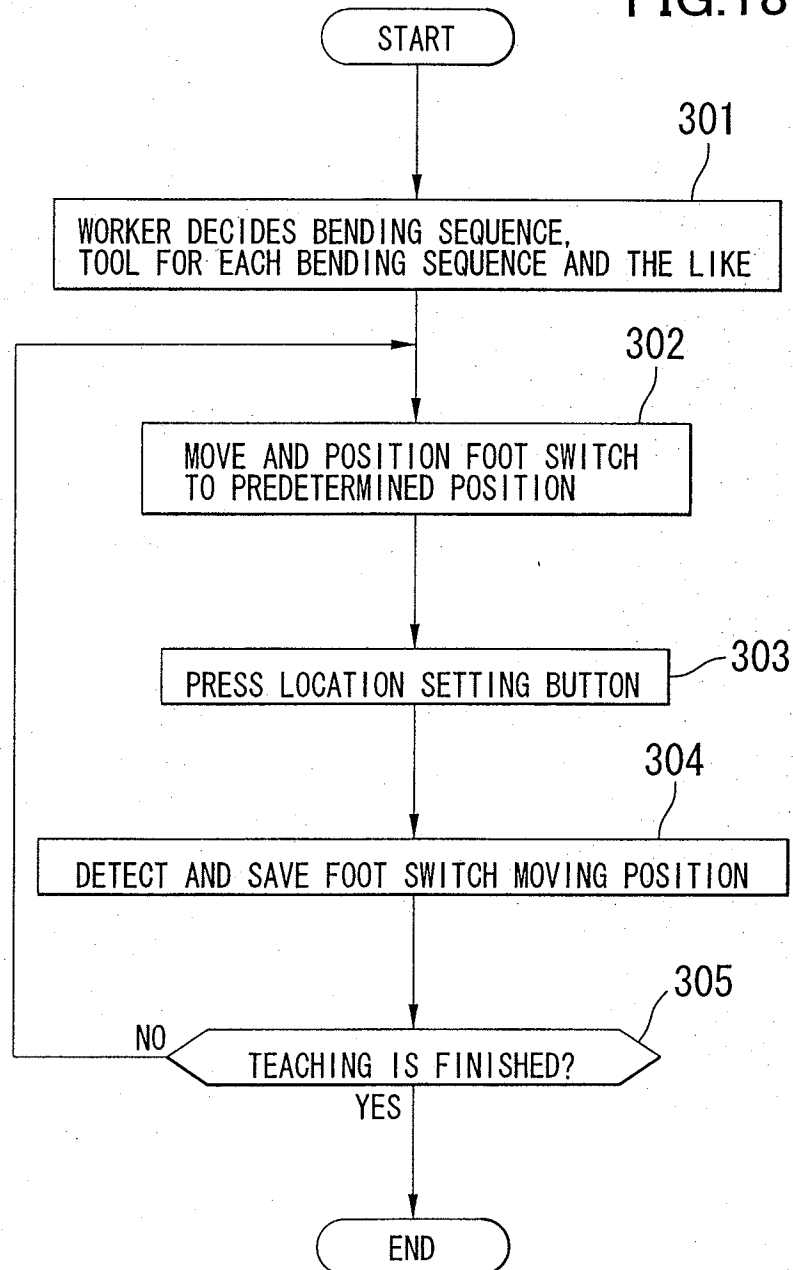 FIG.18
START
301
WORKER DECIDES BENDING SEQUENCE,
TOOL FOR EACH BENDING SEQUENCE AND THE LIKE
302
MOVE AND POSITION FOOT SWITCH
TO PREDETERMINED POSITION
303
PRESS LOCATION SETTING BUTTON
304
DETECT AND SAVE FOOT SWITCH MOVING POSITION
305
NO
TEACHING IS FINISHED?
YES
END